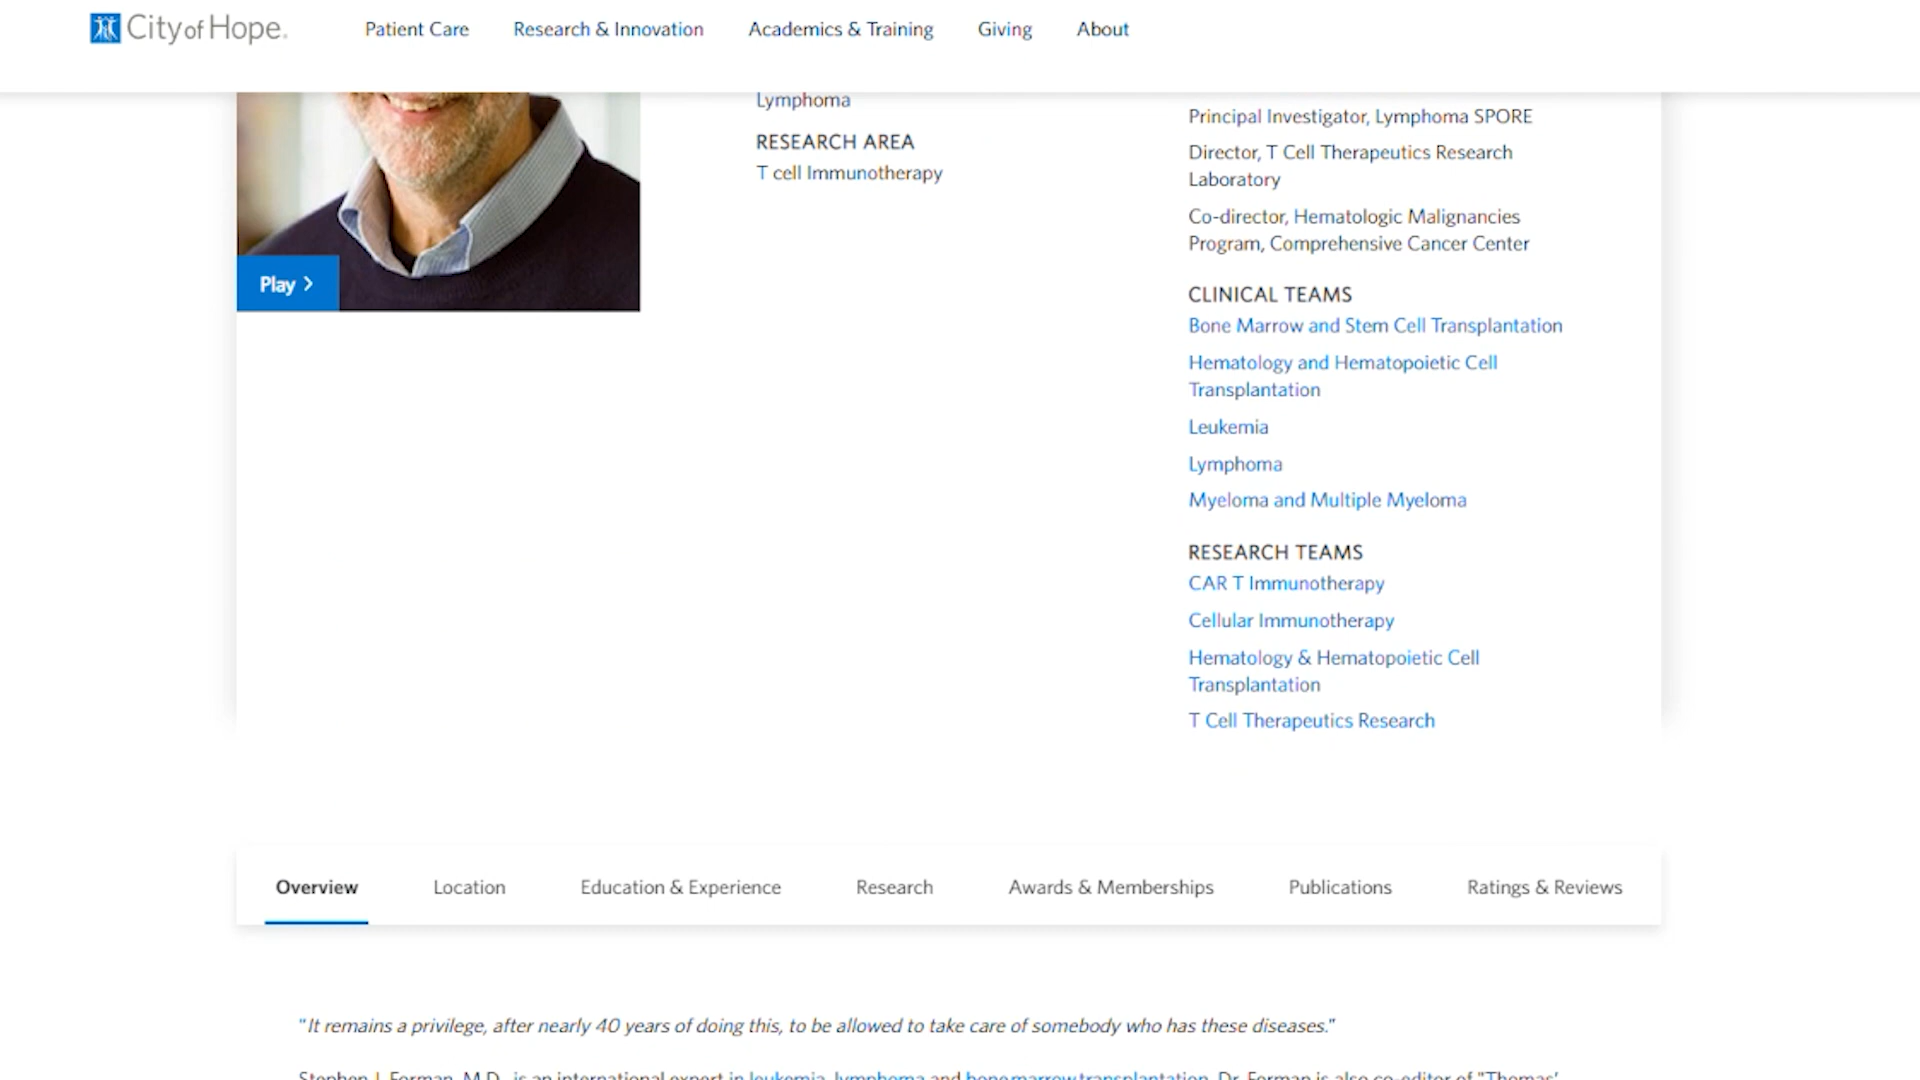 City of Hope.
Patient Care
Research & Innovation
Academics & Training
Giving
About
Lymphoma
RESEARCH AREA
T cell Immunotherapy
Play >
Principal Investigator, Lymphoma SPORE
Director, T Cell Therapeutics Research
Laboratory
Co-director, Hematologic Malignancies
Program, Comprehensive Cancer Center
CLINICAL TEAMS
Bone Marrow and Stem Cell Transplantation
Hematology and Hematopoietic Cell
Transplantation
Leukemia
Lymphoma
Myeloma and Multiple Myeloma
RESEARCH TEAMS
CAR T Immunotherapy
Cellular Immunotherapy
Hematology & Hematopoietic Cell
Transplantation
T Cell Therapeutics Research
Overview
Location
Education & Experience
Research
Awards & Memberships
Publications
Ratings & Reviews
"It remains a privilege, after nearly 40 years of doing this, to be allowed to take care of somebody who has these diseases."
Stephen J. Forman, M.D., is an international expert in leukemia, lymphoma and bone marrow transplantation. Dr. Forman is also co-editor of "Thomas'